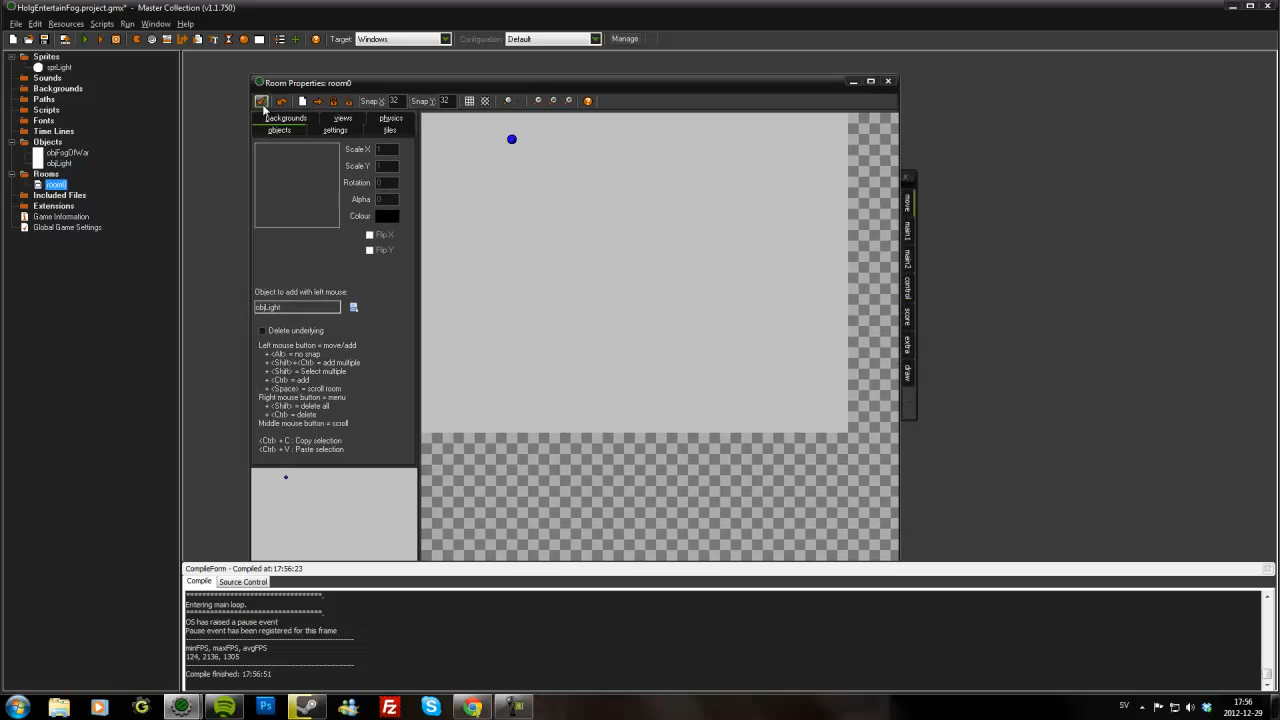 HolgEntertainFog.project.gmx* - Master Collection (v1.1.750)
File Edit Resources Scripts Run Window Help
Target: Windows Configuration: Default Manage
Sprites
sprLight
Sounds
Backgrounds
Paths
Scripts
Fonts
Time Lines
Objects
objFogOfWar
objLight
Rooms
room0
Included Files
Extensions
Game Information
Global Game Settings
Room Properties: room0
Snap X: 32 Snap Y: 32
backgrounds views physics
objects settings tiles
Scale X 1
Scale Y 1
Rotation 0
Alpha 0
Colour
Flip X
Flip Y
Object to add with left mouse:
objLight
Delete underlying
Left mouse button = move/add
+ <Alt> = no snap
+ <Shift>+<Ctrl> = add multiple
+ <Shift> = Select multiple
+ <Ctrl> = add
+ <Space> = scroll room
Right mouse button = menu
+ <Shift> = delete all
+ <Ctrl> = delete
Middle mouse button = scroll
<Ctrl> + C : Copy selection
<Ctrl> + V : Paste selection
move
main1
main2
control
score
extra
draw
CompileForm - Compiled at:17:56:23
Compile Source Control
***********************************.
Entering main loop.
***********************************.
OS has raised a pause event
Pause event has been registered for this frame
minFPS, maxFPS, avgFPS
124, 2136, 1305
Compile finished: 17:56:51
SV
17:56
2012-12-29